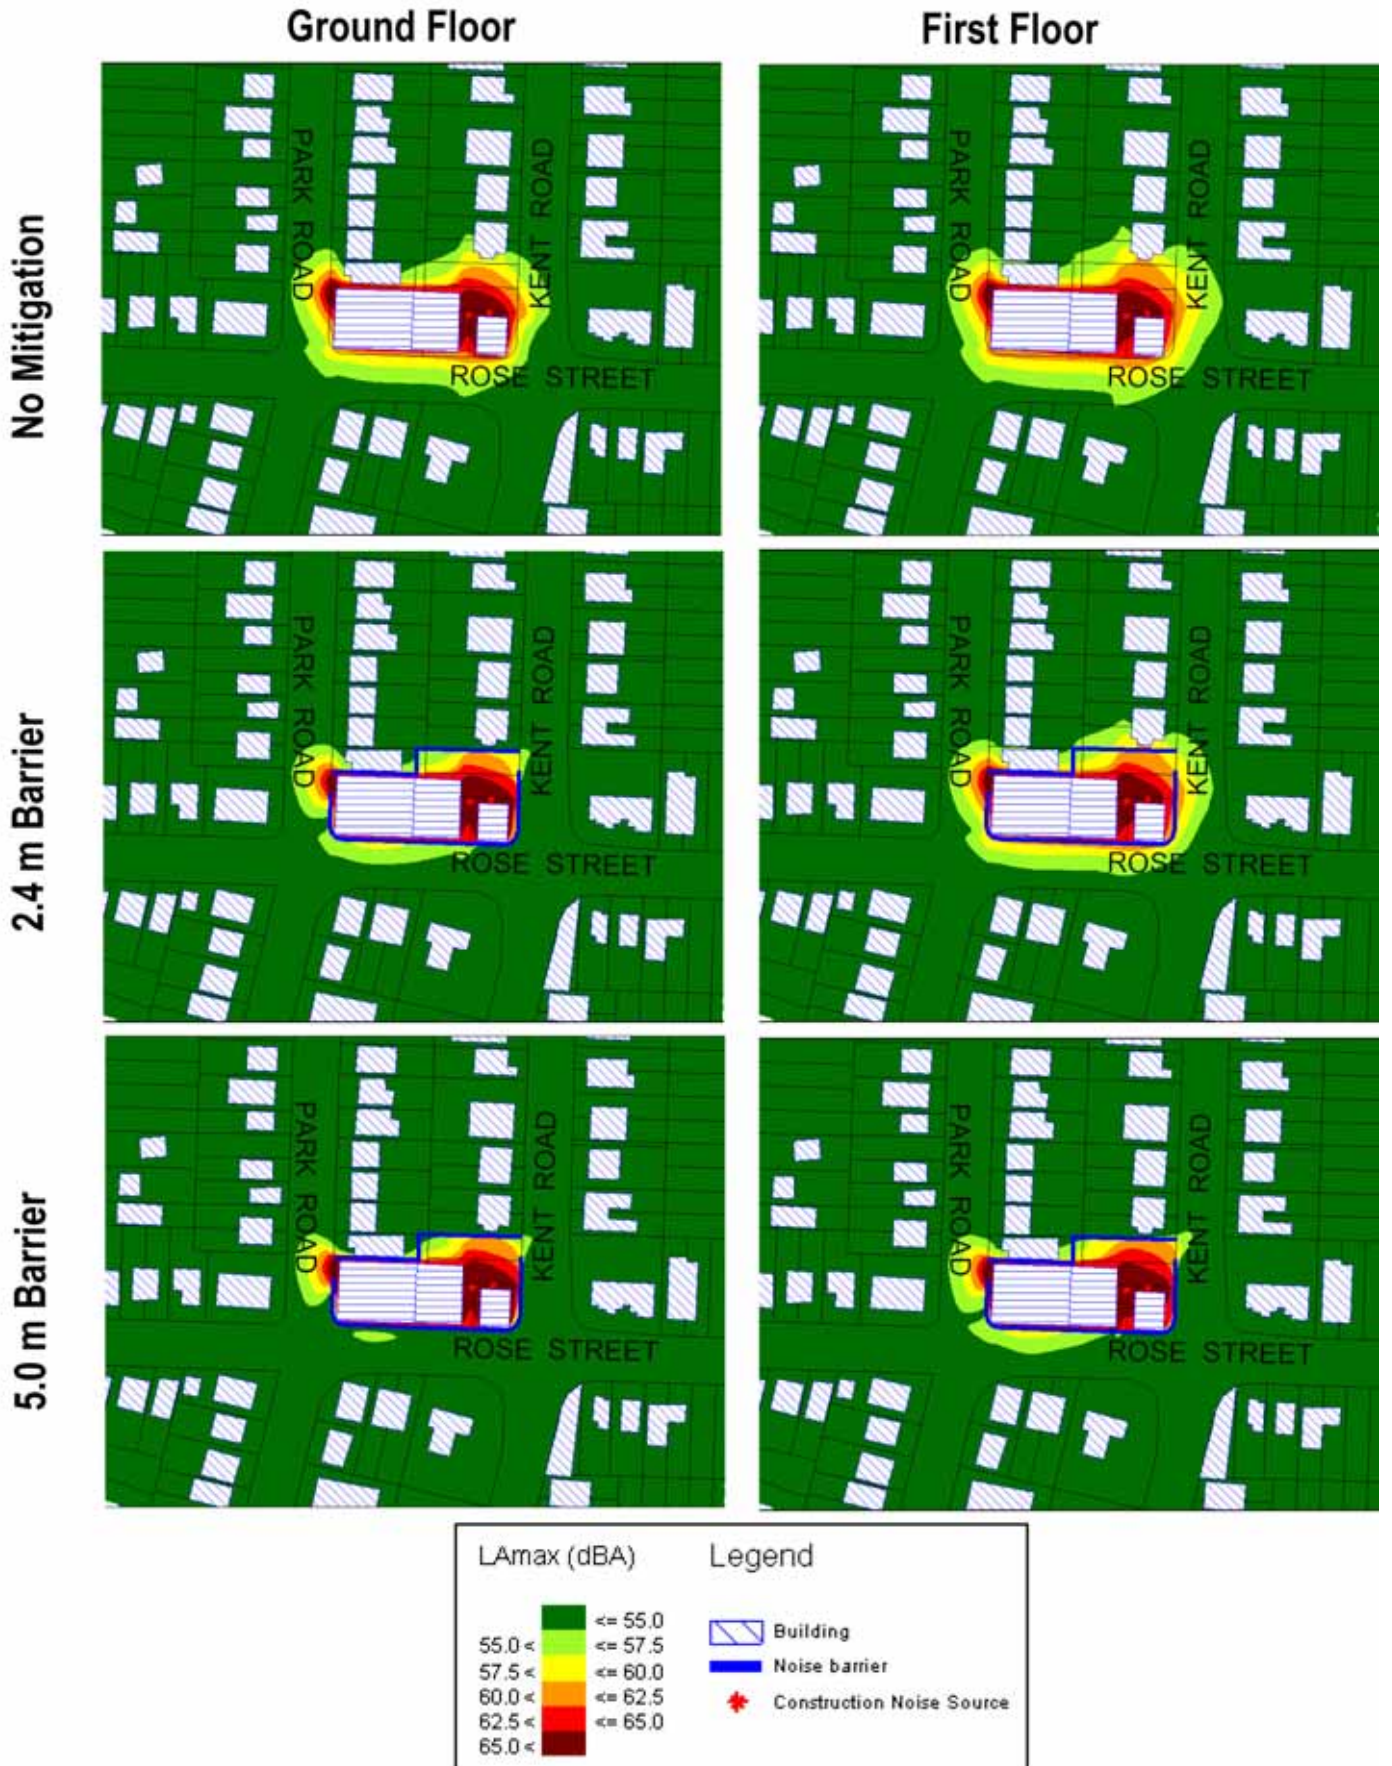 Ground Floor
First Floor
No Mitigation
PARK ROAD
KENT ROAD
ROSE STREET
PARK ROAD
KENT ROAD
ROSE STREET
2.4 m Barrier
PARK ROAD
KENT ROAD
ROSE STREET
PARK ROAD
KENT ROAD
ROSE STREET
5.0 m Barrier
PARK ROAD
KENT ROAD
ROSE STREET
PARK ROAD
KENT ROAD
ROSE STREET
LAmax (dBA)
<= 55.0
55.0 < <= 57.5
57.5 < <= 60.0
60.0 < <= 62.5
62.5 < <= 65.0
65.0 <
Legend
Building
Noise barrier
Construction Noise Source